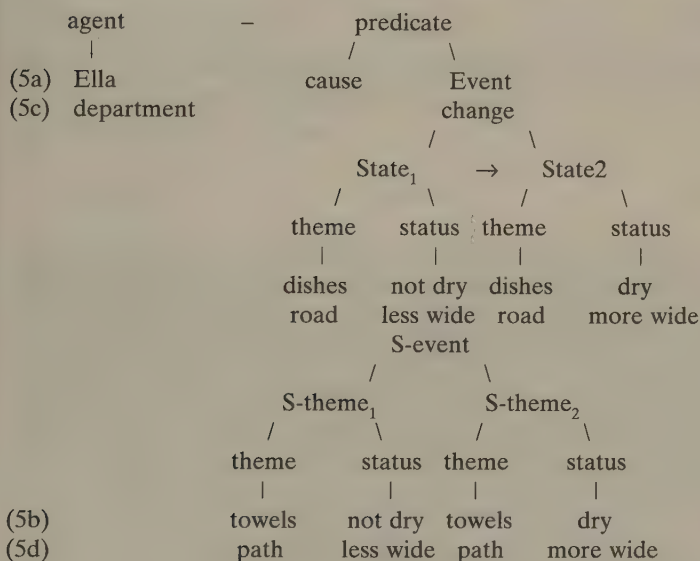 agent – predicate
| / \
(5a) Ella cause Event
(5c) department change
/ \
State₁ → State2
/ \ / \
theme status theme status
| | | |
dishes not dry dishes dry
road less wide road more wide
S-event
/ \
S-theme₁ S-theme₂
/ \ / \
theme status theme status
| | | |
(5b) towels not dry towels dry
(5d) path less wide path more wide